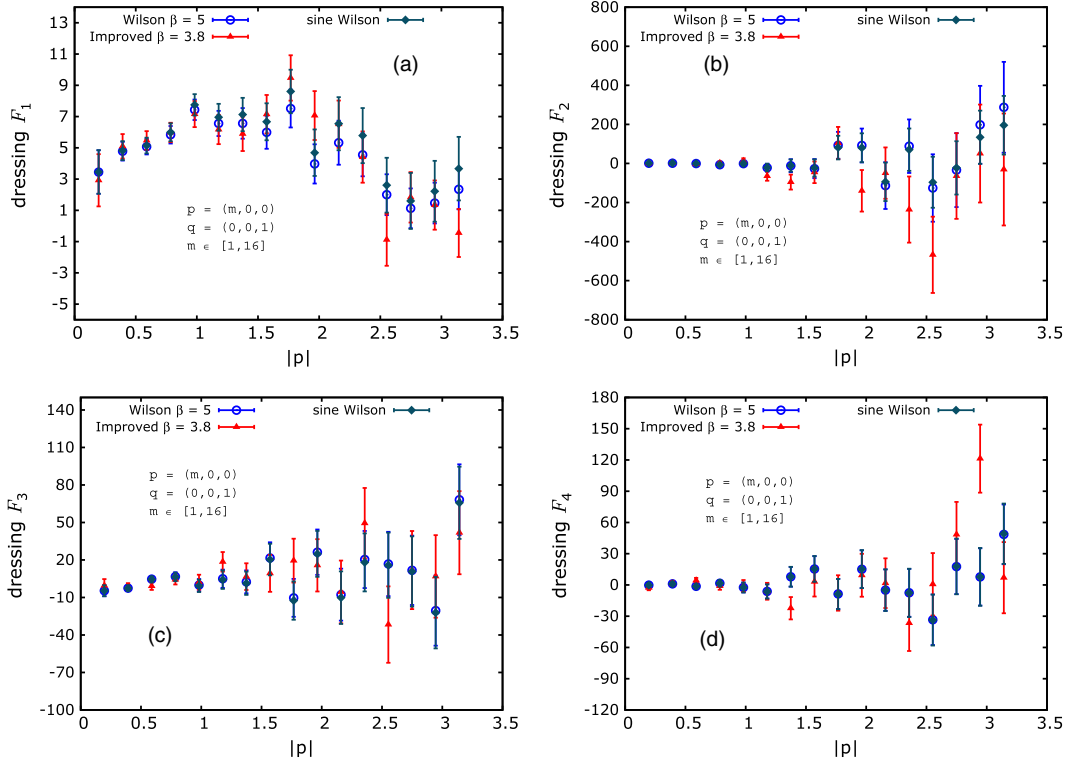 Wilson β = 5
Improved β = 3.8
sine Wilson
(a)
dressing F1
15
13
11
9
7
5
3
1
-1
-3
-5
p = (m,0,0)
q = (0,0,1)
m ϵ [1,16]
0 0.5 1 1.5 2 2.5 3 3.5
|p|
Wilson β = 5
Improved β = 3.8
sine Wilson
(b)
dressing F2
800
600
400
200
0
-200
-400
-600
-800
p = (m,0,0)
q = (0,0,1)
m ϵ [1,16]
0 0.5 1 1.5 2 2.5 3 3.5
|p|
Wilson β = 5
Improved β = 3.8
sine Wilson
dressing F3
140
110
80
50
20
-10
-40
-70
-100
p = (m,0,0)
q = (0,0,1)
m ϵ [1,16]
(c)
0 0.5 1 1.5 2 2.5 3 3.5
|p|
Wilson β = 5
Improved β = 3.8
sine Wilson
dressing F4
180
150
120
90
60
30
0
-30
-60
-90
-120
p = (m,0,0)
q = (0,0,1)
m ϵ [1,16]
(d)
0 0.5 1 1.5 2 2.5 3 3.5
|p|